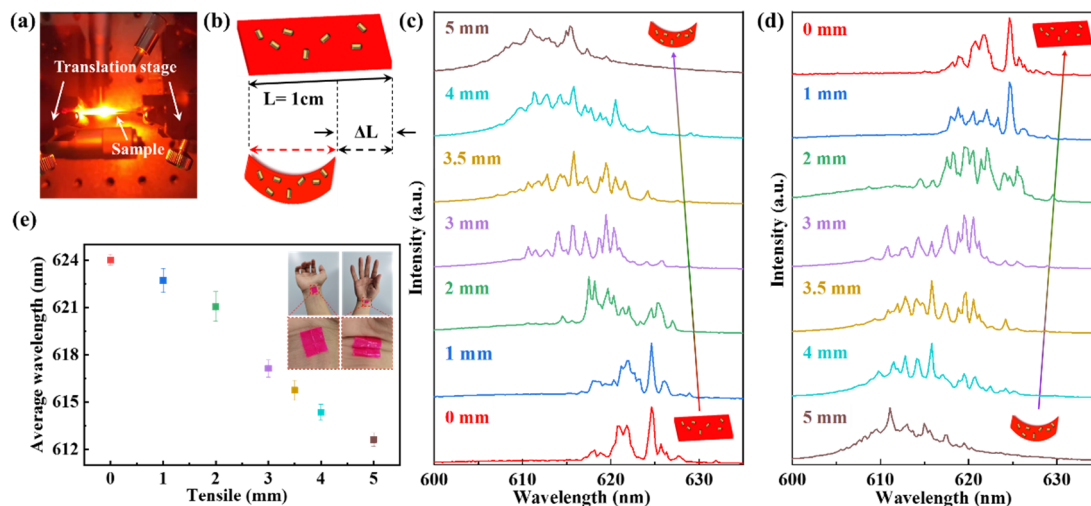 (a)
Translation stage
Sample
(b)
L= 1cm
ΔL
(c)
5 mm
4 mm
3.5 mm
3 mm
2 mm
1 mm
0 mm
Intensity (a.u.)
600 610 620 630
Wavelength (nm)
(d)
0 mm
1 mm
2 mm
3 mm
3.5 mm
4 mm
5 mm
Intensity (a.u.)
600 610 620 630
Wavelength (nm)
(e)
Average wavelength (nm)
624
621
618
615
612
0 1 2 3 4 5
Tensile (mm)